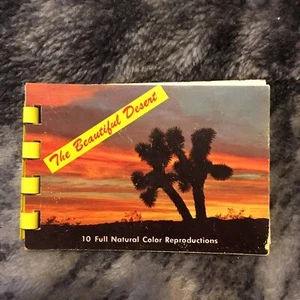 The Beautiful Desert
10 Full Natural Color Reproductions